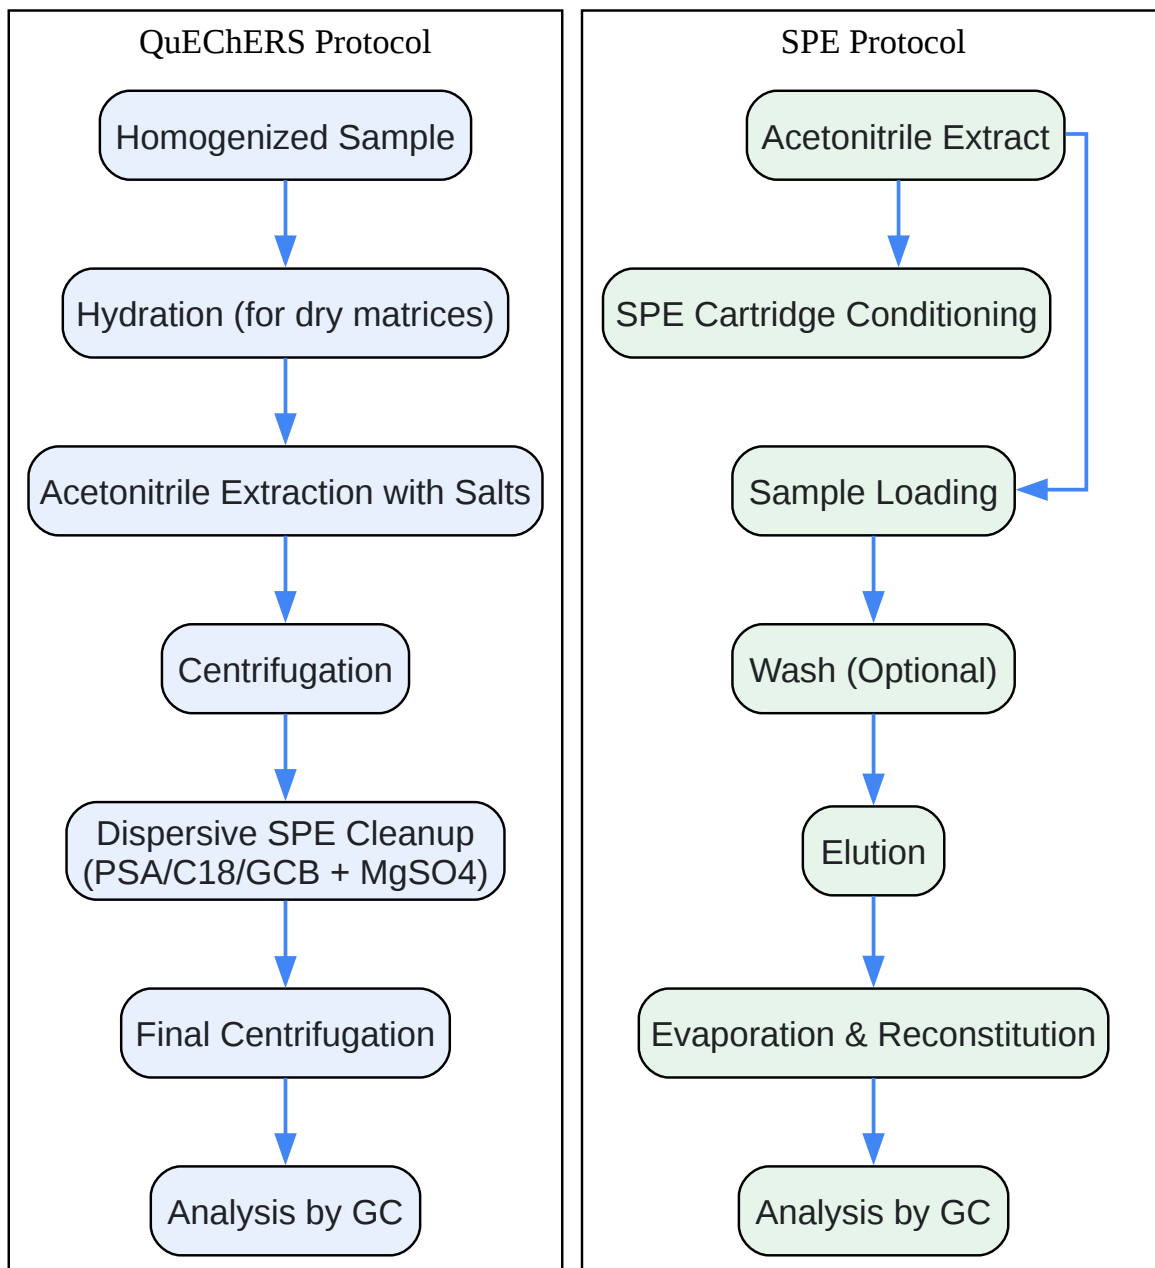 QuEChERS Protocol
Homogenized Sample
Hydration (for dry matrices)
Acetonitrile Extraction with Salts
Centrifugation
Dispersive SPE Cleanup
(PSA/C18/GCB + MgSO4)
Final Centrifugation
Analysis by GC
SPE Protocol
Acetonitrile Extract
SPE Cartridge Conditioning
Sample Loading
Wash (Optional)
Elution
Evaporation & Reconstitution
Analysis by GC